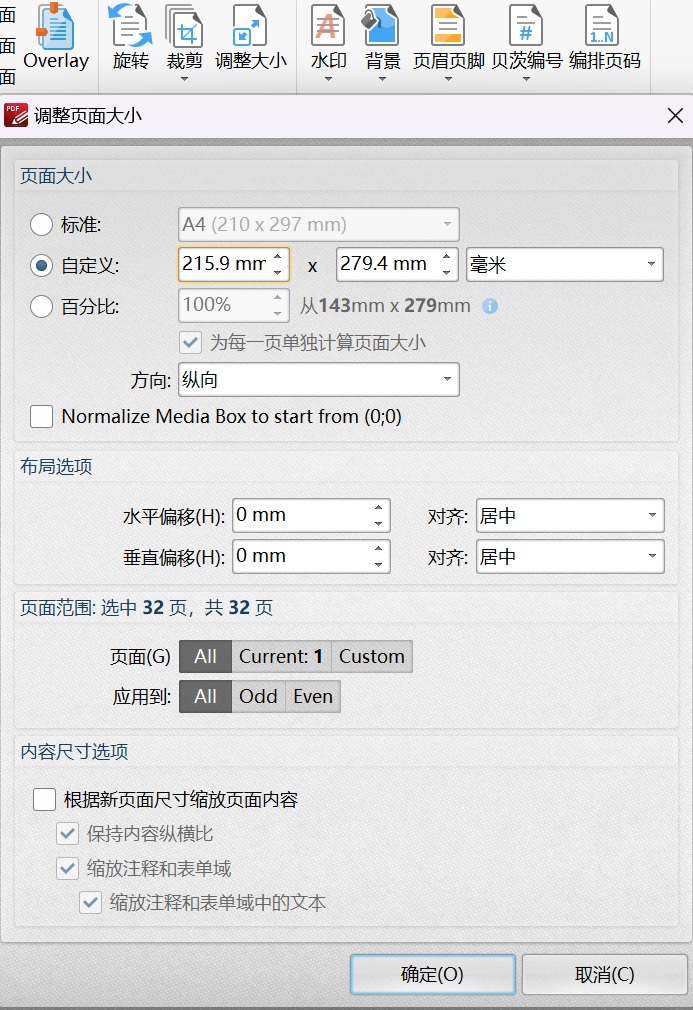 面
面
面
Overlay
旋转
裁剪
调整大小
水印
背景
页眉页脚
贝茨编号
编排页码
PDF
调整页面大小
页面大小
标准:
A4 (210 x 297 mm)
自定义:
215.9 mm
x
279.4 mm
毫米
百分比:
100%
从143mm x 279mm
为每一页单独计算页面大小
方向:
纵向
Normalize Media Box to start from (0;0)
布局选项
水平偏移(H):
0 mm
对齐:
居中
垂直偏移(H):
0 mm
对齐:
居中
页面范围: 选中 32 页，共 32 页
页面(G)
All
Current: 1
Custom
应用到:
All
Odd
Even
内容尺寸选项
根据新页面尺寸缩放页面内容
保持内容纵横比
缩放注释和表单域
缩放注释和表单域中的文本
确定(O)
取消(C)